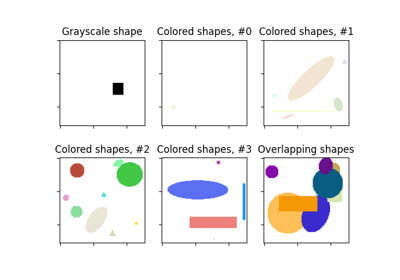 Grayscale shape
Colored shapes, #0
Colored shapes, #1
Colored shapes, #2
Colored shapes, #3
Overlapping shapes